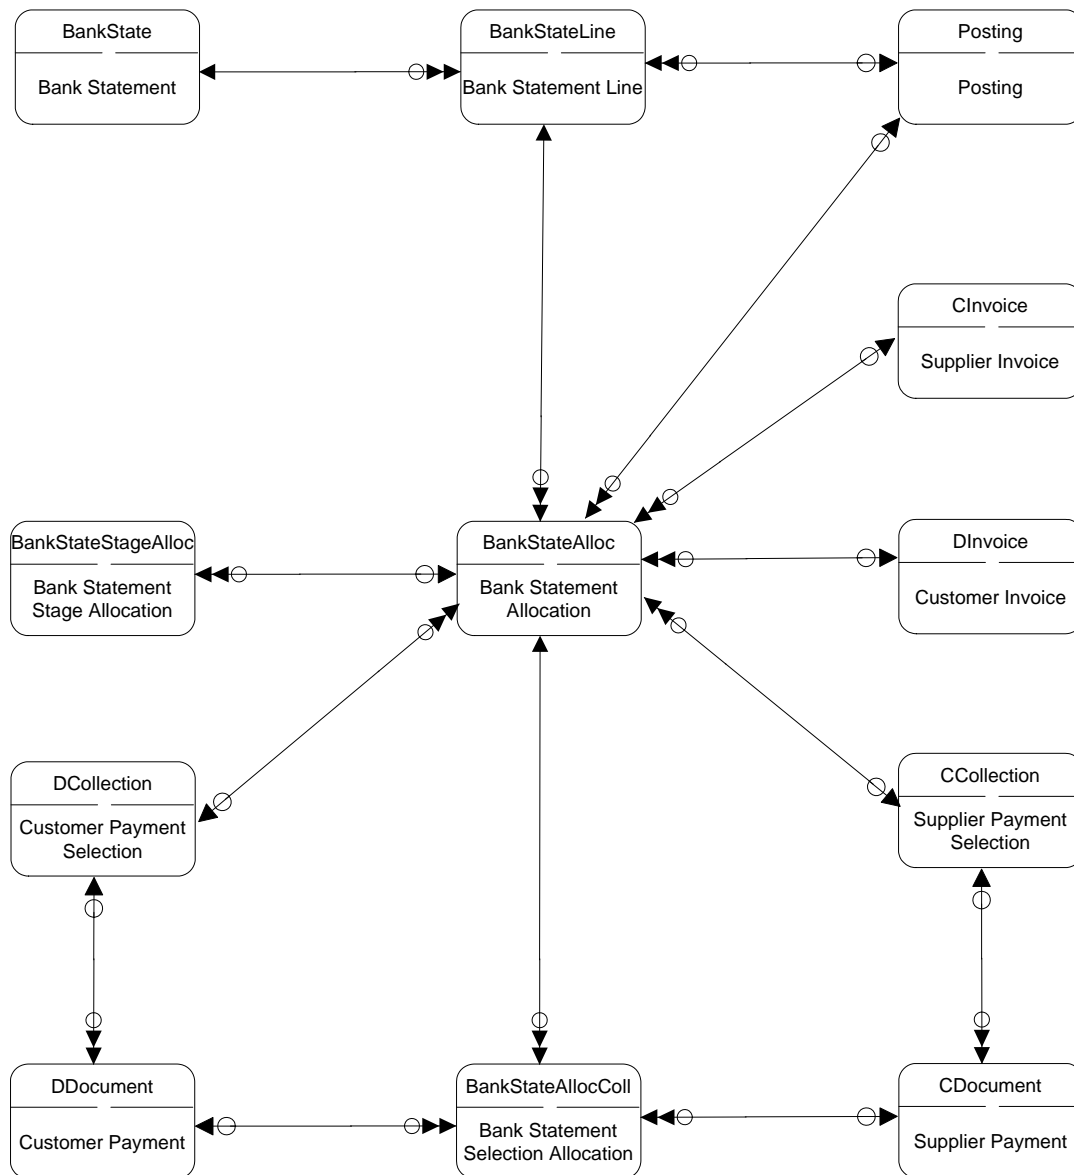 BankState
Bank Statement
BankStateLine
Bank Statement Line
Posting
Posting
CInvoice
Supplier Invoice
BankStateStageAlloc
Bank Statement
Stage Allocation
BankStateAlloc
Bank Statement
Allocation
DInvoice
Customer Invoice
DCollection
Customer Payment
Selection
CCollection
Supplier Payment
Selection
DDocument
Customer Payment
BankStateAllocColl
Bank Statement
Selection Allocation
CDocument
Supplier Payment